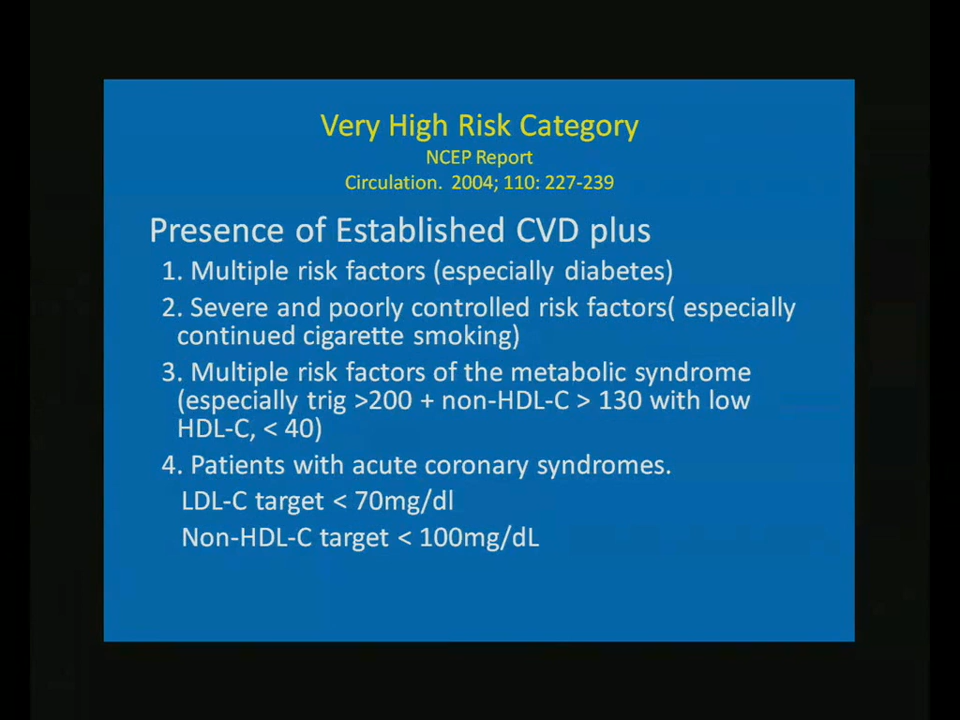 Very High Risk Category
NCEP Report
Circulation.  2004; 110: 227-239
Presence of Established CVD plus
1. Multiple risk factors (especially diabetes)
2. Severe and poorly controlled risk factors( especially
continued cigarette smoking)
3. Multiple risk factors of the metabolic syndrome
(especially trig >200 + non-HDL-C > 130 with low
HDL-C, < 40)
4. Patients with acute coronary syndromes.
LDL-C target < 70mg/dl
Non-HDL-C target < 100mg/dL